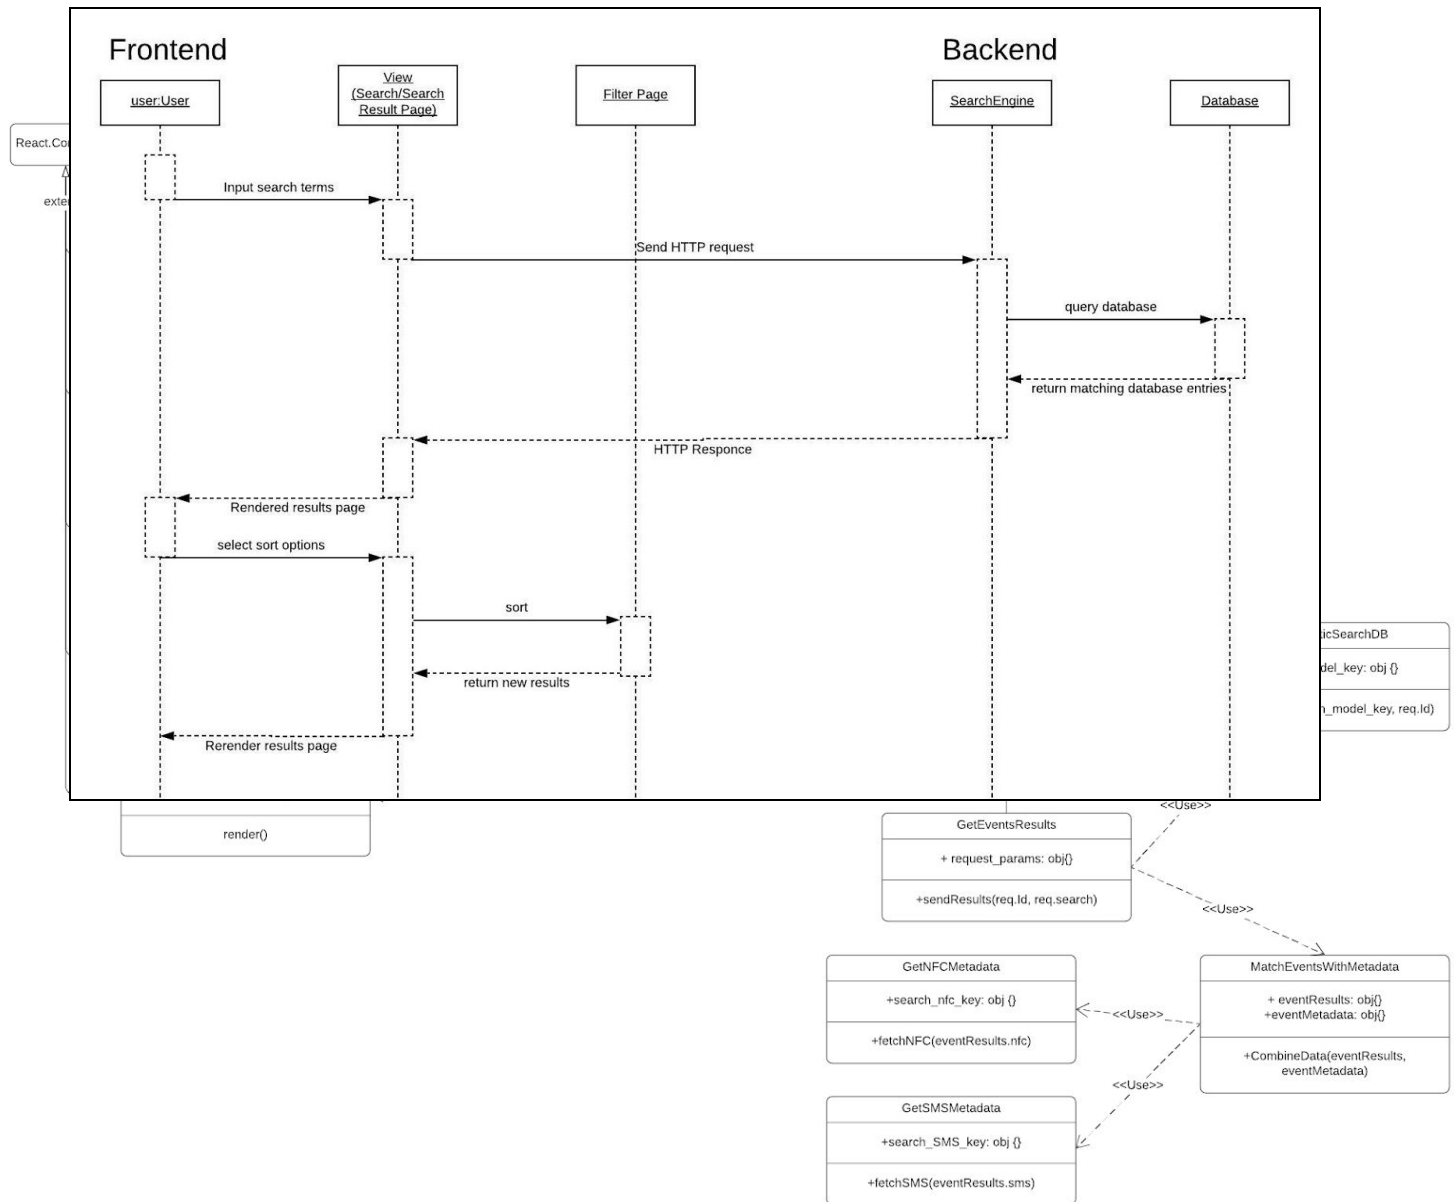 Frontend
Backend
user:User
View
(Search/Search
Result Page)
Filter Page
SearchEngine
Database
React.Co
exte
Input search terms
Send HTTP request
query database
return matching database entries
HTTP Responce
Rendered results page
select sort options
sort
return new results
Rerender results page
ticSearchDB
del_key: obj {}
n_model_key, req.Id)
<<Use>>
render()
GetEventsResults
+ request_params: obj{}
+sendResults(req.Id, req.search)
<<Use>>
GetNFCMetadata
+search_nfc_key: obj {}
+fetchNFC(eventResults.nfc)
<<Use>>
MatchEventsWithMetadata
+ eventResults: obj{}
+eventMetadata: obj{}
+CombineData(eventResults,
eventMetadata)
<<Use>>
GetSMSMetadata
+search_SMS_key: obj {}
+fetchSMS(eventResults.sms)